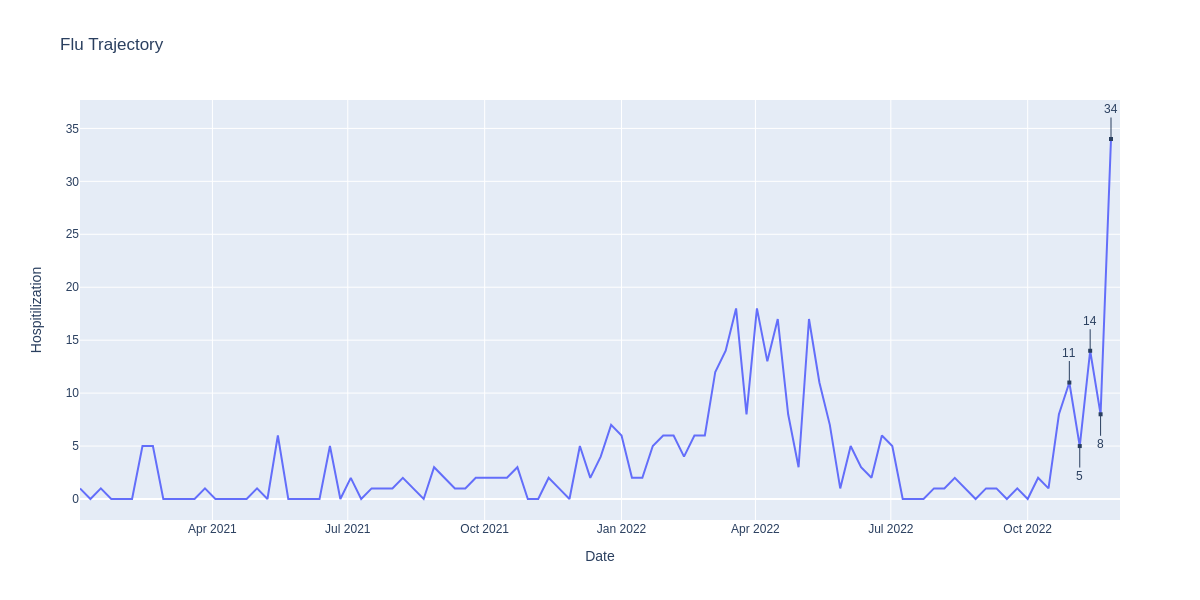 Flu Trajectory
Hospitilization
35
30
25
20
15
10
5
0
34
14
11
8
5
Apr 2021
Jul 2021
Oct 2021
Jan 2022
Apr 2022
Jul 2022
Oct 2022
Date